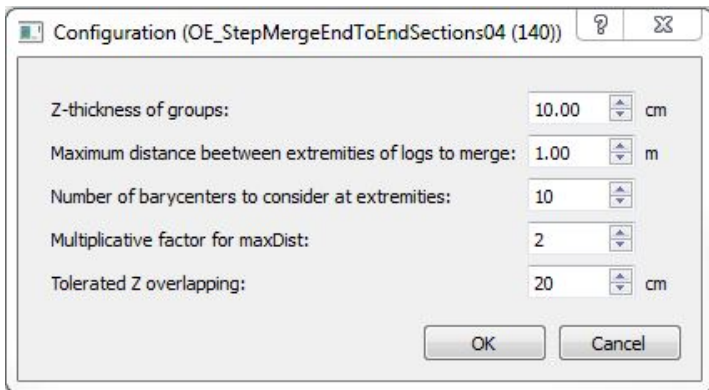 Configuration (OE_StepMergeEndToEndSections04 (140))
Z-thickness of groups: 10.00 cm
Maximum distance beetween extremities of logs to merge: 1.00 m
Number of barycenters to consider at extremities: 10
Multiplicative factor for maxDist: 2
Tolerated Z overlapping: 20 cm
OK Cancel